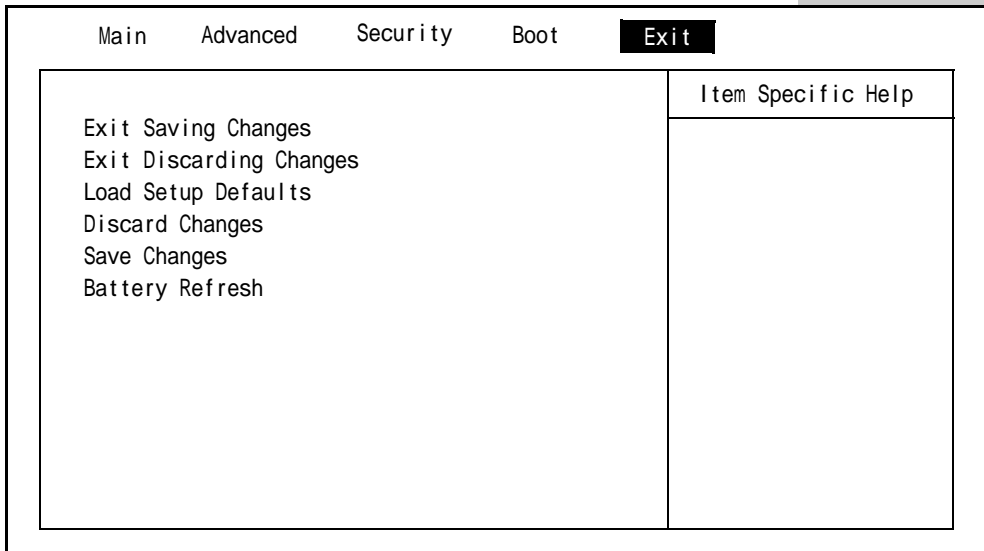 Main Advanced Security Boot Exit
Item Specific Help
Exit Saving Changes
Exit Discarding Changes
Load Setup Defaults
Discard Changes
Save Changes
Battery Refresh